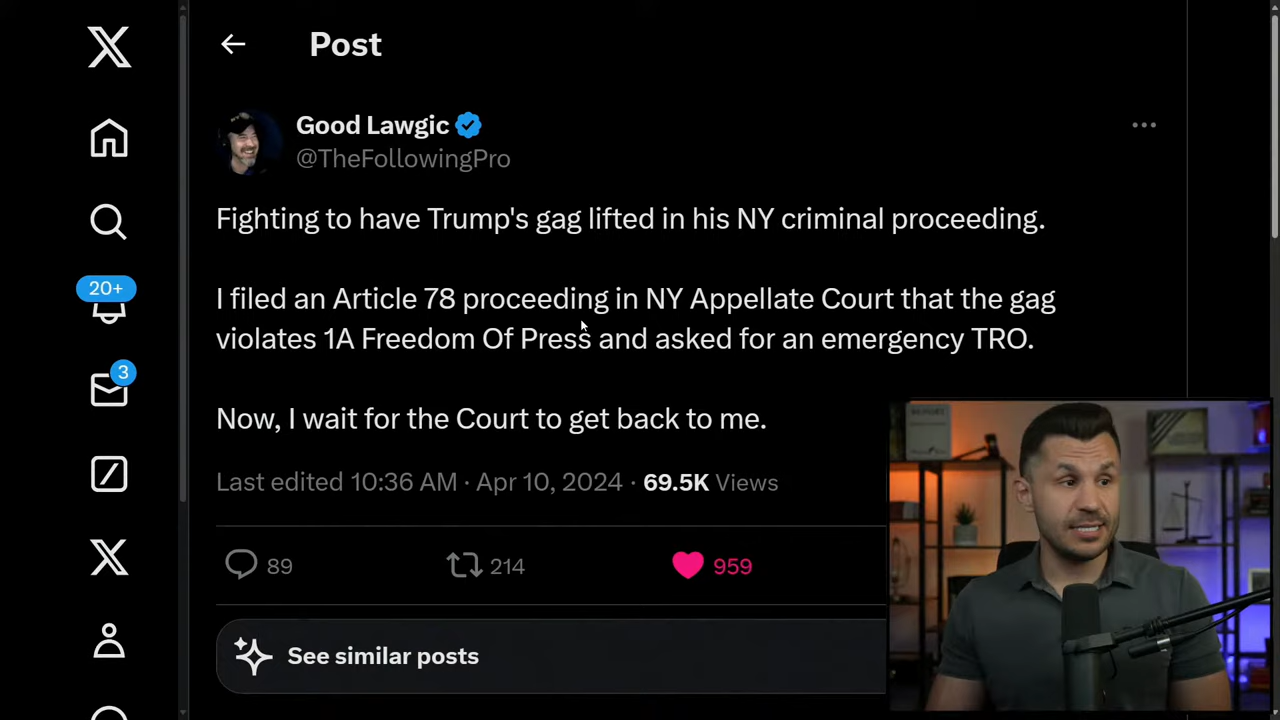 Post
Good Lawgic
@TheFollowingPro
Fighting to have Trump's gag lifted in his NY criminal proceeding.
I filed an Article 78 proceeding in NY Appellate Court that the gag
violates 1A Freedom Of Press and asked for an emergency TRO.
Now, I wait for the Court to get back to me.
Last edited 10:36 AM · Apr 10, 2024 · 69.5K Views
89 214 959
See similar posts
20+
3